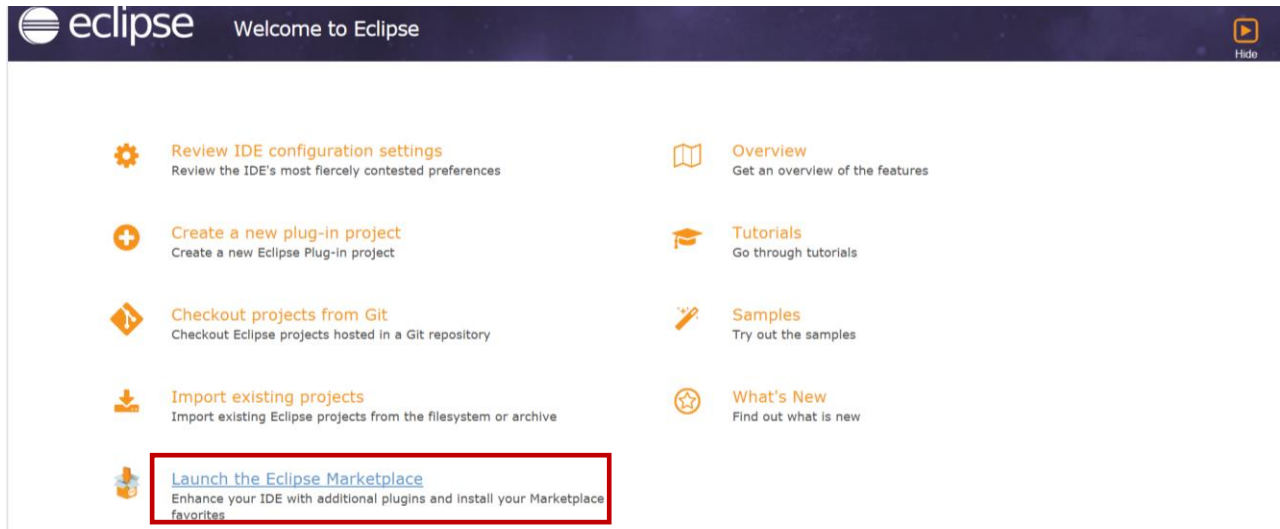 eclipse Welcome to Eclipse
Hide
Review IDE configuration settings
Review the IDE's most fiercely contested preferences
Create a new plug-in project
Create a new Eclipse Plug-in project
Checkout projects from Git
Checkout Eclipse projects hosted in a Git repository
Import existing projects
Import existing Eclipse projects from the filesystem or archive
Launch the Eclipse Marketplace
Enhance your IDE with additional plugins and install your Marketplace
favorites
Overview
Get an overview of the features
Tutorials
Go through tutorials
Samples
Try out the samples
What's New
Find out what is new